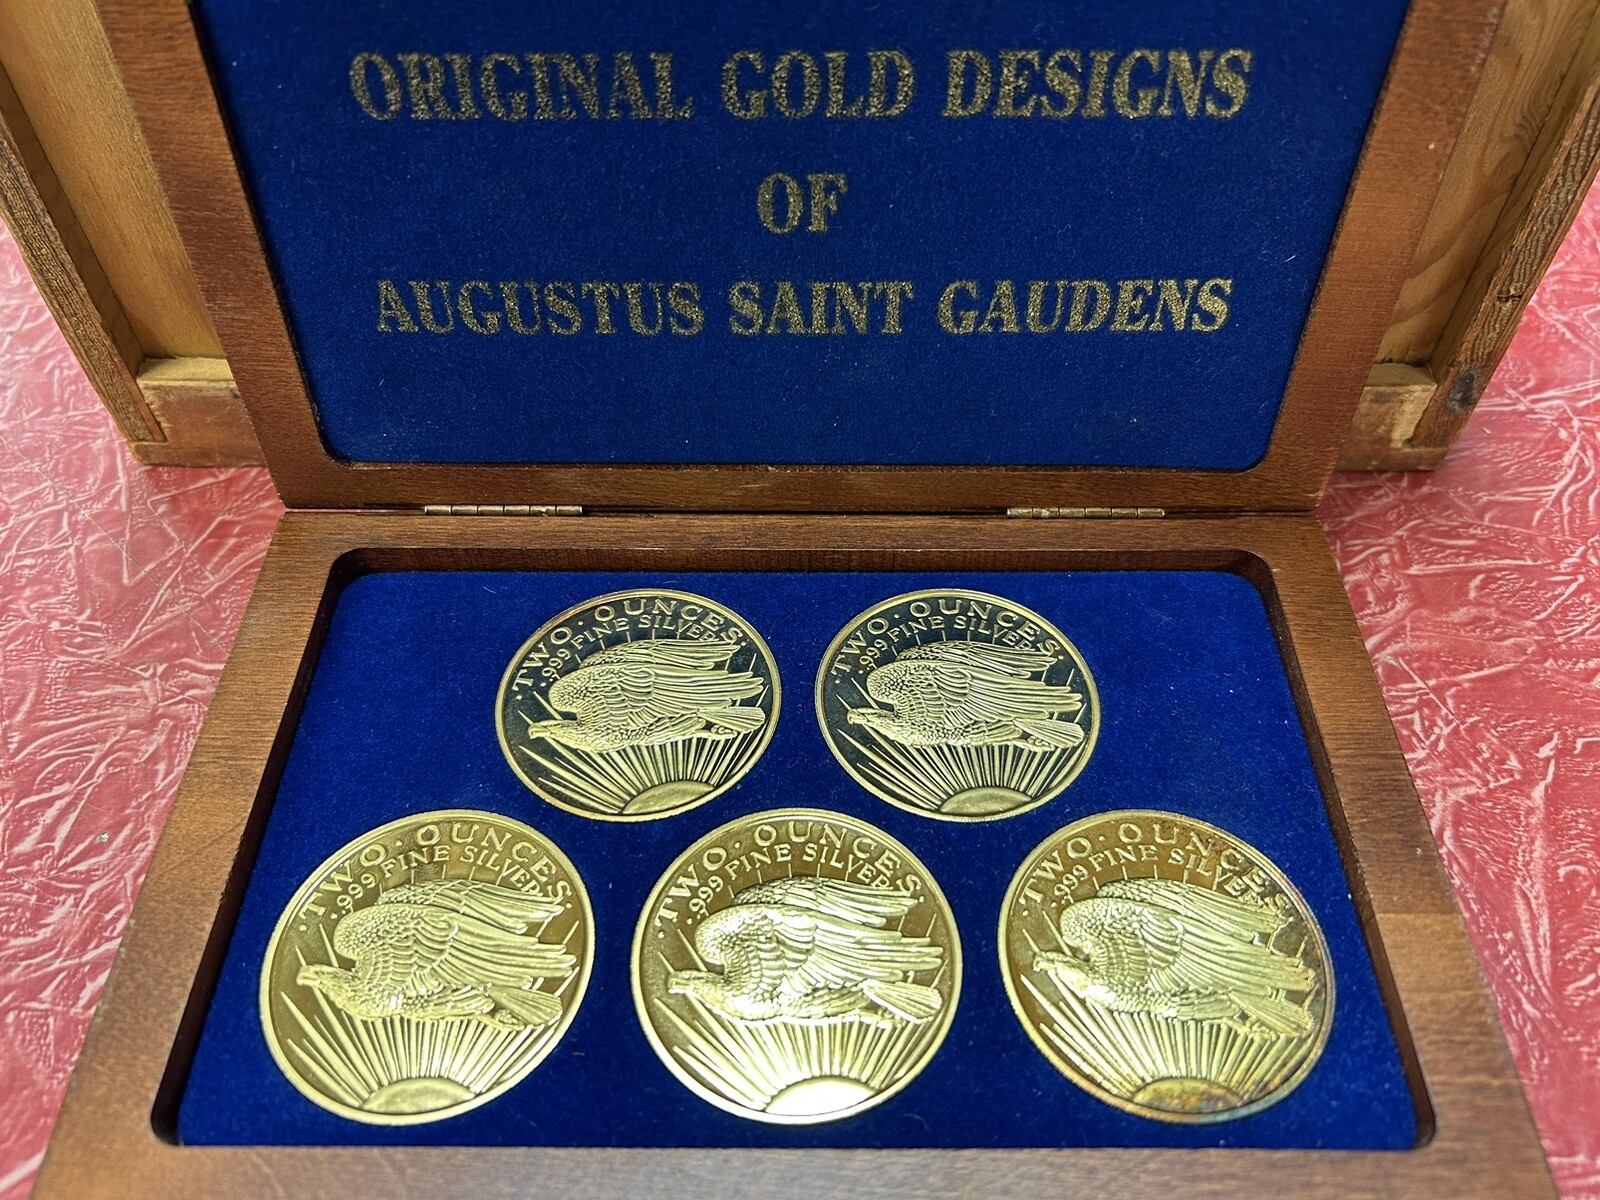 ORIGINAL GOLD DESIGNS
OF
AUGUSTUS SAINT GAUDENS
·TWO·OUNCES·
.999 FINE SILVER
·TWO·OUNCES·
.999 FINE SILVER
·TWO·OUNCES·
.999 FINE SILVER
·TWO·OUNCES·
.999 FINE SILVER
·TWO·OUNCES·
.999 FINE SILVER